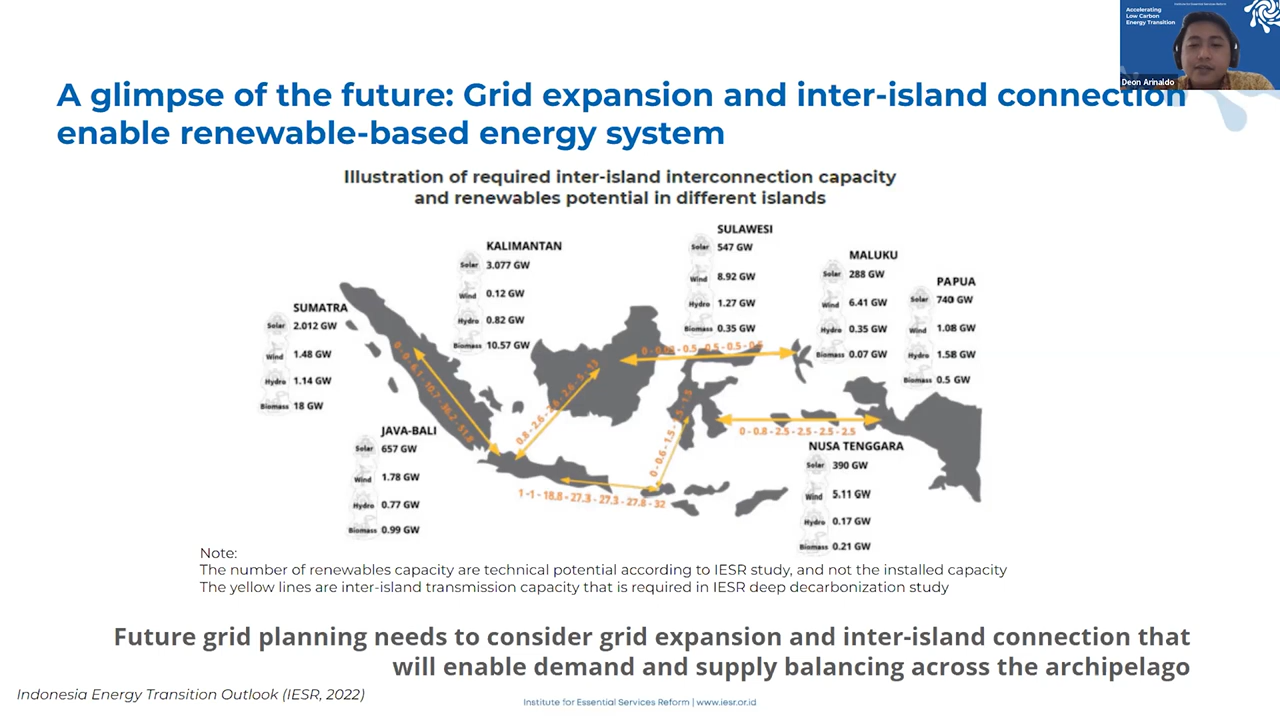 Accelerating
Low Carbon
Energy Transition
Deon Arinaldo
A glimpse of the future: Grid expansion and inter-island connection
enable renewable-based energy system
Illustration of required inter-island interconnection capacity
and renewables potential in different islands
SUMATRA
Solar 2.012 GW
Wind 1.48 GW
Hydro 1.14 GW
Biomass 18 GW
KALIMANTAN
Solar 3.077 GW
Wind 0.12 GW
Hydro 0.82 GW
Biomass 10.57 GW
SULAWESI
Solar 547 GW
Wind 8.92 GW
Hydro 1.27 GW
Biomass 0.35 GW
MALUKU
Solar 288 GW
Wind 6.41 GW
Hydro 0.35 GW
Biomass 0.07 GW
PAPUA
Solar 740 GW
Wind 1.08 GW
Hydro 1.58 GW
Biomass 0.5 GW
JAVA-BALI
Solar 657 GW
Wind 1.78 GW
Hydro 0.77 GW
Biomass 0.99 GW
NUSA TENGGARA
Solar 390 GW
Wind 5.11 GW
Hydro 0.17 GW
Biomass 0.21 GW
0 - 0.8 - 2.5 - 2.5 - 2.5 - 2.5
1 -1 - 18.8 - 27.3 - 27.3 - 27.8 - 32
Note:
The number of renewables capacity are technical potential according to IESR study, and not the installed capacity
The yellow lines are inter-island transmission capacity that is required in IESR deep decarbonization study
Future grid planning needs to consider grid expansion and inter-island connection that
will enable demand and supply balancing across the archipelago
Indonesia Energy Transition Outlook (IESR, 2022)
Institute for Essential Services Reform | www.iesr.or.id